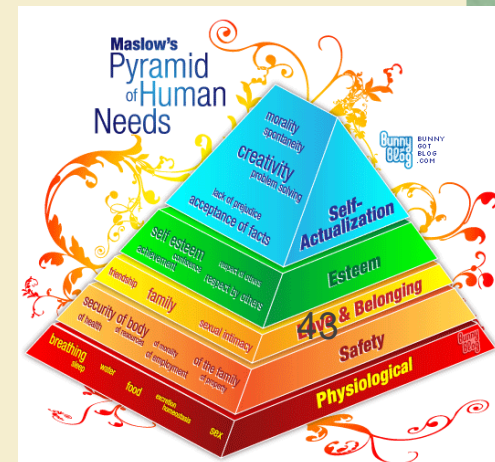 Maslow's
Pyramid
of Human
Needs
Bunny
Blog
BUNNY
GOT
BLOG
.COM
morality
spontaneity
creativity
problem solving
lack of prejudice
acceptance of facts
Self-
Actualization
self esteem
confidence
achievement
respect of others
respect by others
Esteem
friendship
family
sexual intimacy
Love & Belonging
43
security of body
of health
of resources
of morality
of employment
of the family
of property
Safety
breathing
sleep
water
food
excretion
homeostasis
sex
Physiological
Bunny
Blog